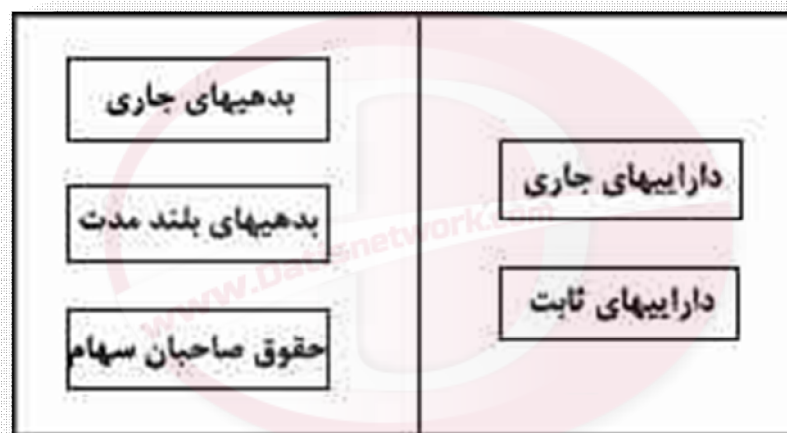 داراییهای جاری
داراییهای ثابت
بدهیهای جاری
بدهیهای بلند مدت
حقوق صاحبان سهام
www.Datisnetwork.com